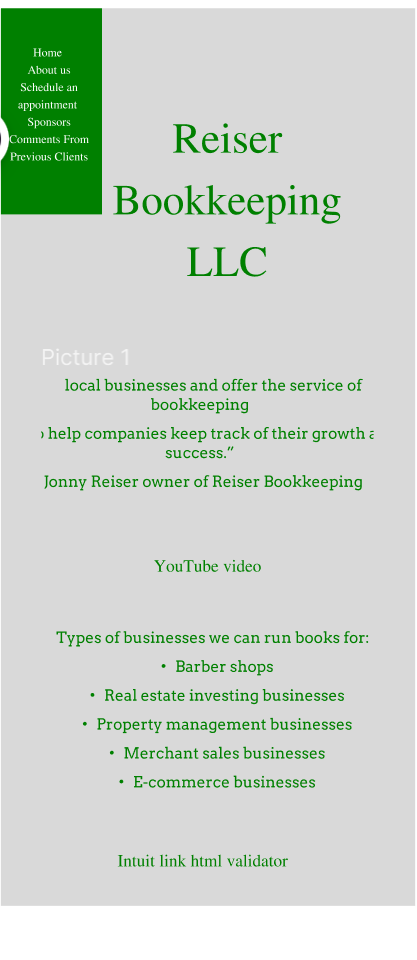 Home
About us
Schedule an
appointment
Sponsors
Comments From
Previous Clients
Reiser
Bookkeeping
LLC
Picture 1
local businesses and offer the service of
bookkeeping
help companies keep track of their growth
success.”
Jonny Reiser owner of Reiser Bookkeeping
YouTube video
Types of businesses we can run books for:
• Barber shops
• Real estate investing businesses
• Property management businesses
• Merchant sales businesses
• E-commerce businesses
Intuit link html validator